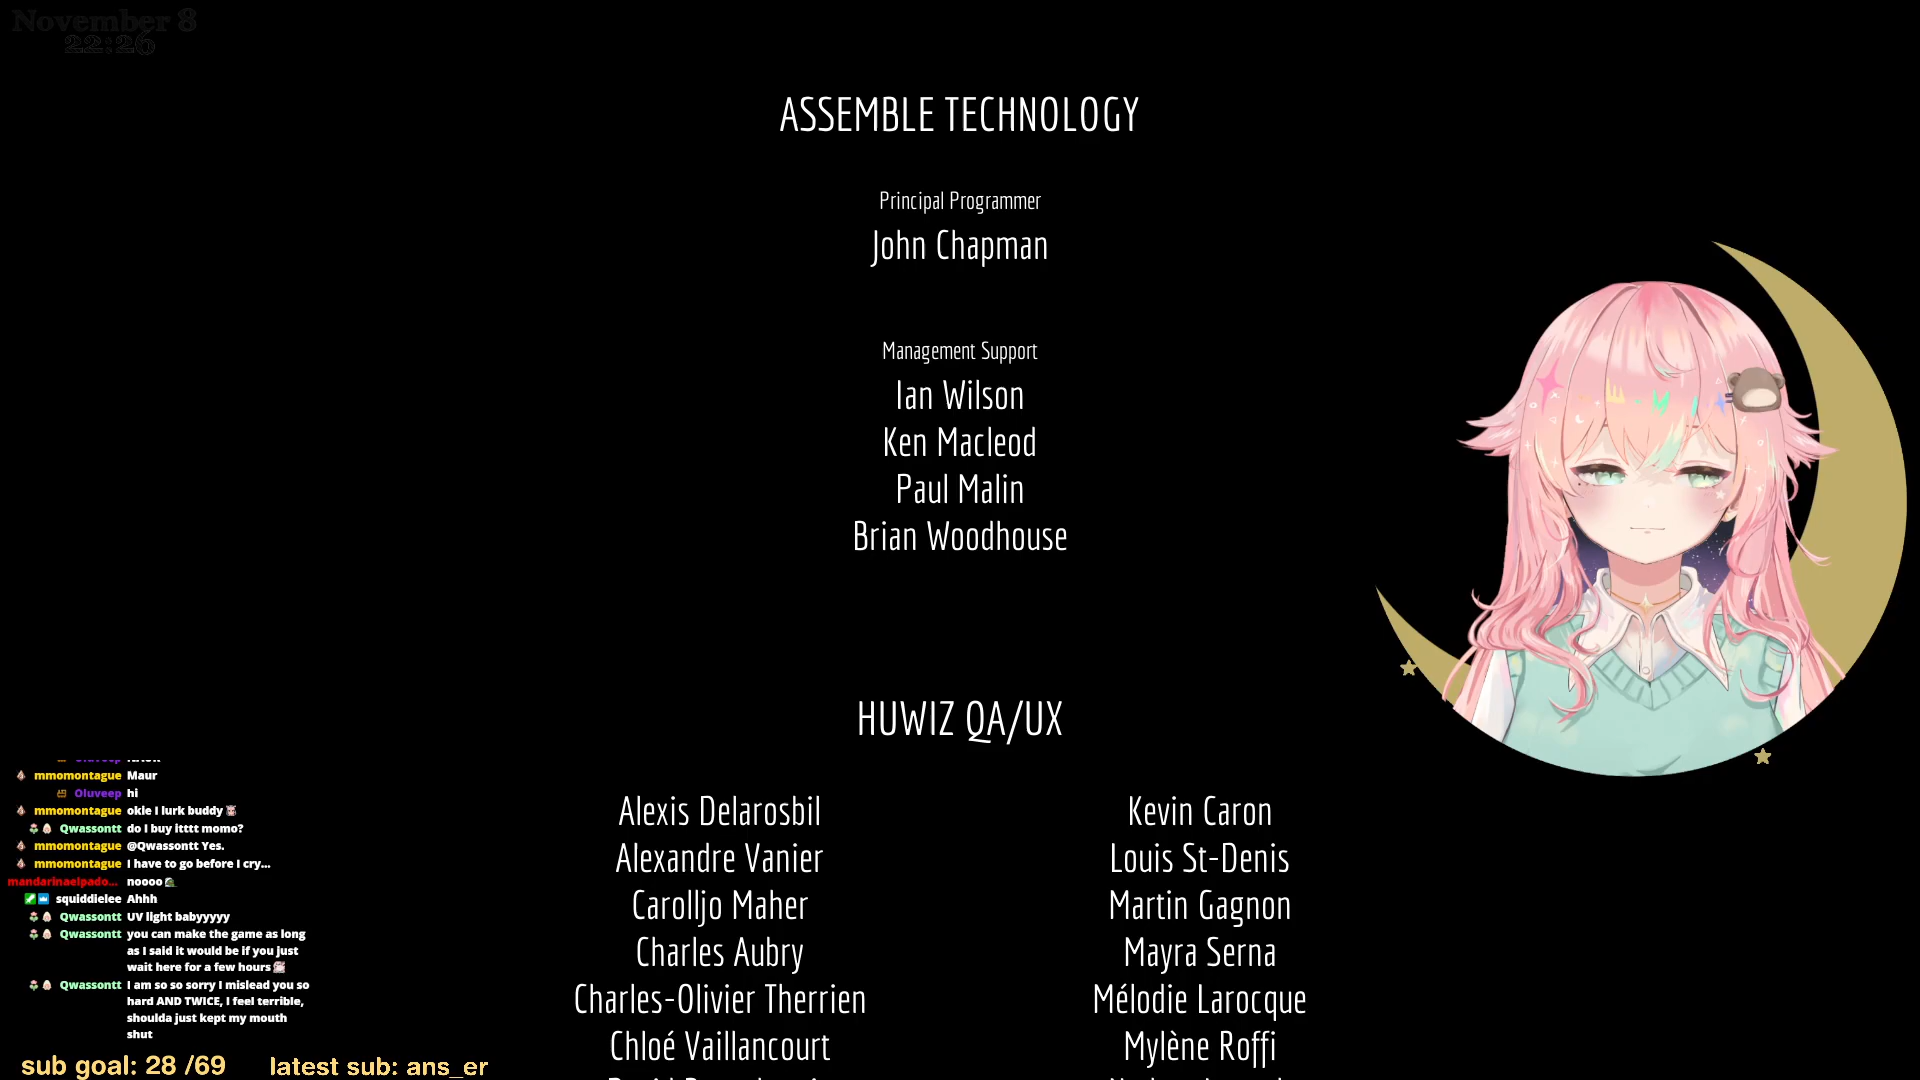 November 8
22:26
ASSEMBLE TECHNOLOGY
Principal Programmer
John Chapman
Management Support
Ian Wilson
Ken Macleod
Paul Malin
Brian Woodhouse
HUWIZ QA/UX
Alexis Delarosbil
Alexandre Vanier
Carolljo Maher
Charles Aubry
Charles-Olivier Therrien
Chloé Vaillancourt
Kevin Caron
Louis St-Denis
Martin Gagnon
Mayra Serna
Mélodie Larocque
Mylène Roffi
Oluveep
mmomontague Maur
Oluveep hi
mmomontague okie I lurk buddy
Qwassontt do I buy itttt momo?
mmomontague @Qwassontt Yes.
mmomontague I have to go before I cry...
mandarinaelpado... noooo
squiddielee Ahhh
Qwassontt UV light babyyyyy
Qwassontt you can make the game as long
as I said it would be if you just
wait here for a few hours
Qwassontt I am so so sorry I mislead you so
hard AND TWICE, I feel terrible,
shoulda just kept my mouth
shut
sub goal: 28 /69
latest sub: ans_er